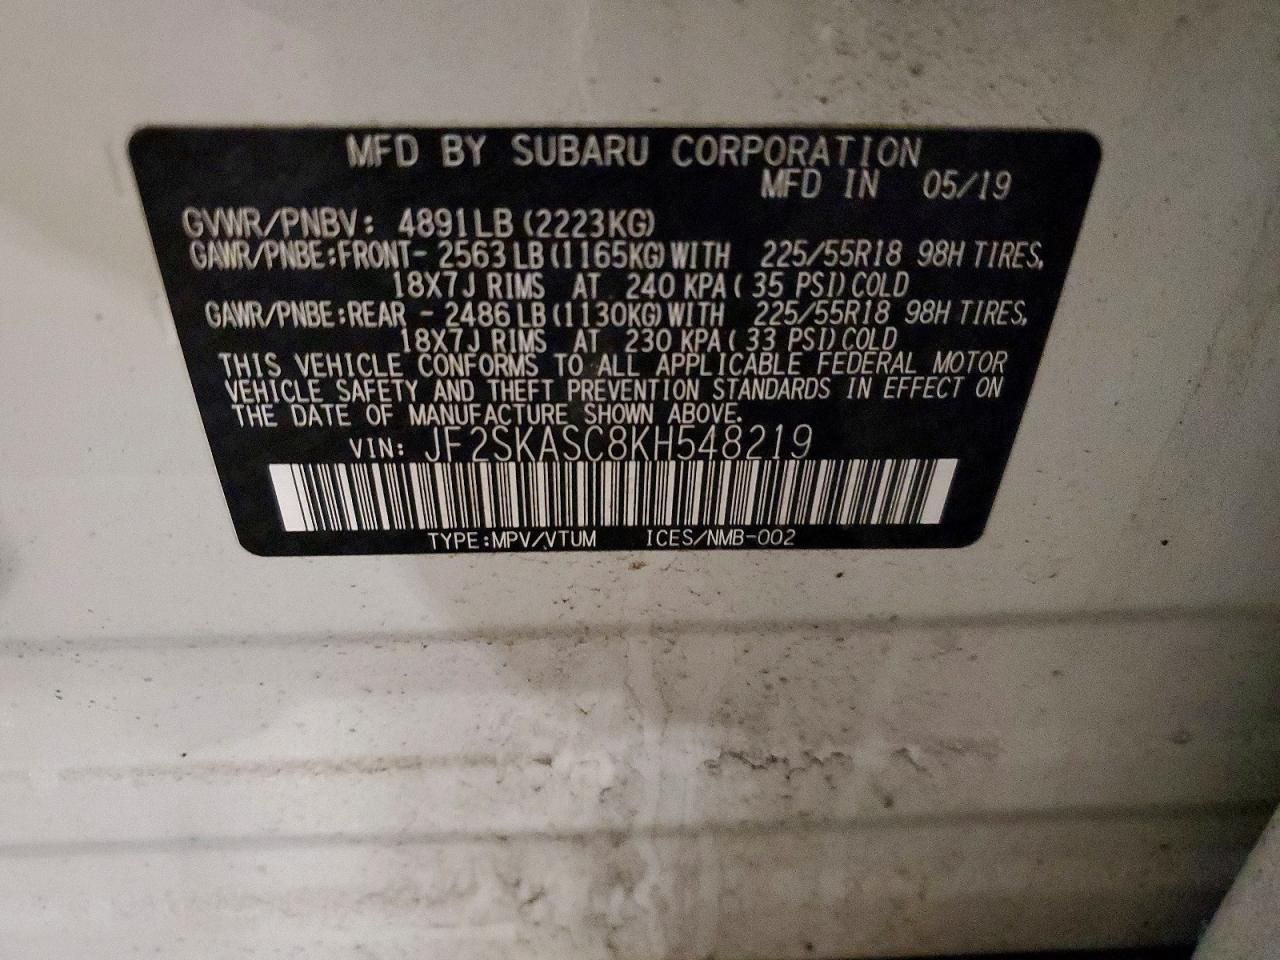 MFD BY SUBARU CORPORATION
MFD IN 05/19
GVWR/PNBV: 4891LB (2223KG)
GAWR/PNBE:FRONT- 2563 LB (1165KG) WITH 225/55R18 98H TIRES,
18X7J RIMS AT 240 KPA ( 35 PSI) COLD
GAWR/PNBE:REAR - 2486 LB (1130KG) WITH 225/55R18 98H TIRES,
18X7J RIMS AT 230 KPA ( 33 PSI) COLD
THIS VEHICLE CONFORMS TO ALL APPLICABLE FEDERAL MOTOR
VEHICLE SAFETY AND THEFT PREVENTION STANDARDS IN EFFECT ON
THE DATE OF MANUFACTURE SHOWN ABOVE.
VIN: JF2SKASC8KH548219
TYPE:MPV/VTUM ICES/NMB-002